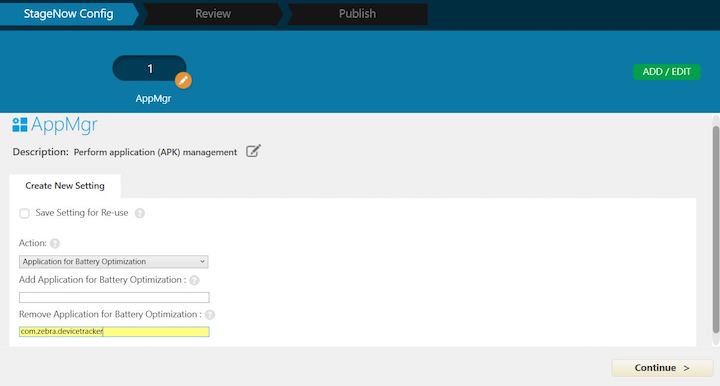 StageNow Config Review Publish
1
ADD / EDIT
AppMgr
AppMgr
Description: Perform application (APK) management
Create New Setting
Save Setting for Re-use ?
Action: ?
Application for Battery Optimization
Add Application for Battery Optimization : ?
Remove Application for Battery Optimization : ?
com.zebra.devicetracker
Continue >